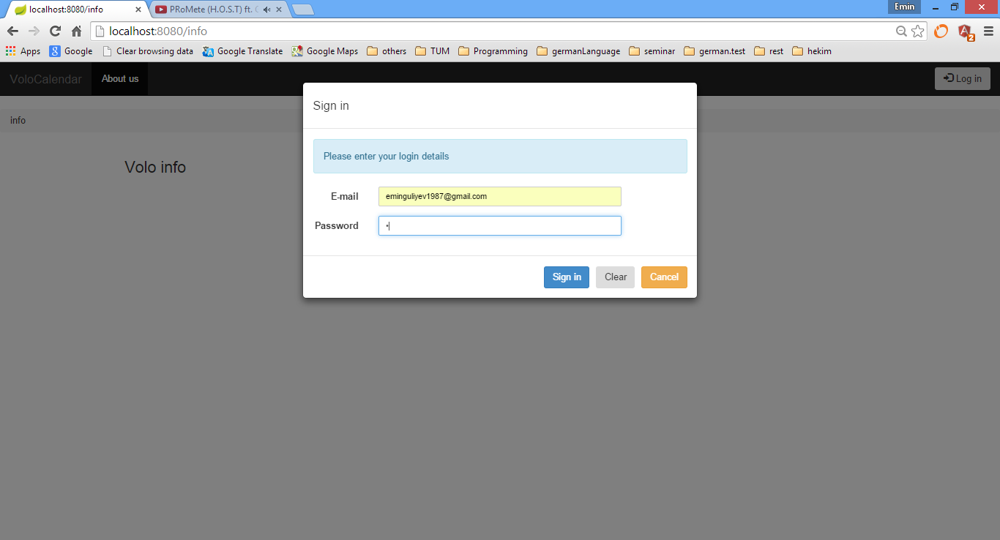 localhost:8080/info PRoMete (H.O.S.T) ft. Emin
localhost:8080/info
Apps Google Clear browsing data Google Translate Google Maps others TUM Programming germanLanguage seminar german.test rest hekim
VoloCalendar About us Log in
info
Volo info
Sign in
Please enter your login details
E-mail eminguliyev1987@gmail.com
Password
Sign in Clear Cancel